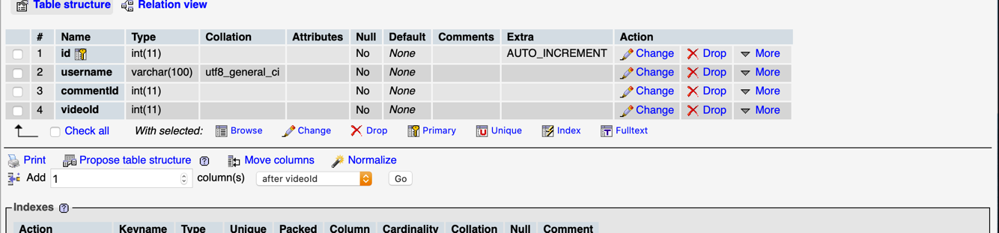 Table structure Relation view
# Name Type Collation Attributes Null Default Comments Extra Action
1 id int(11) No None AUTO_INCREMENT Change Drop More
2 username varchar(100) utf8_general_ci No None Change Drop More
3 commentId int(11) No None Change Drop More
4 videoId int(11) No None Change Drop More
Check all With selected: Browse Change Drop Primary Unique Index Fulltext
Print Propose table structure Move columns Normalize
Add 1 column(s) after videoId Go
Indexes
Action Keyname Type Unique Packed Column Cardinality Collation Null Comment